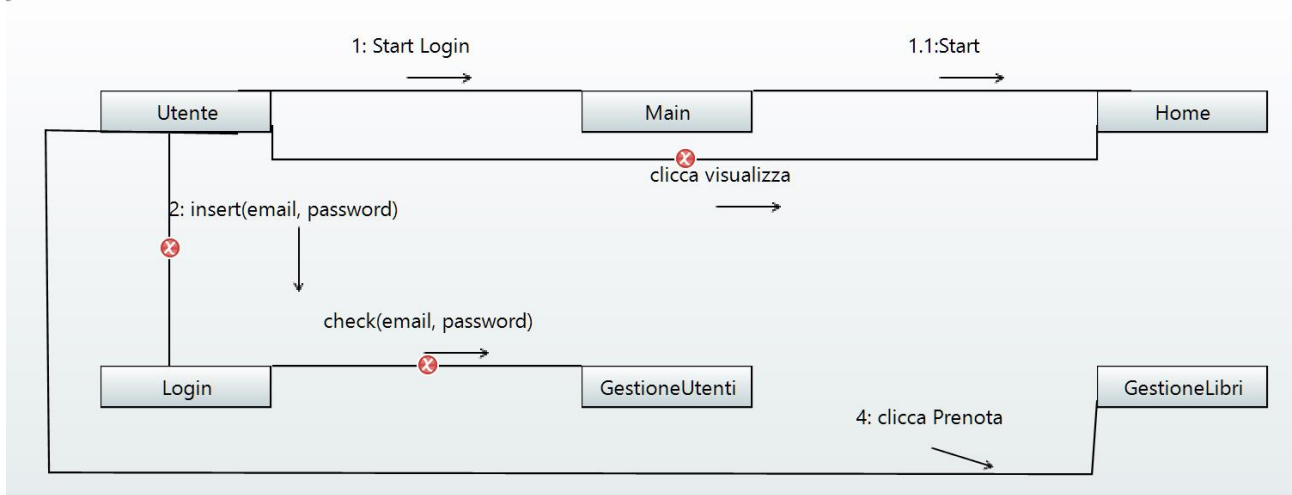 1: Start Login
1.1:Start
Utente
Main
Home
clicca visualizza
2: insert(email, password)
check(email, password)
Login
GestioneUtenti
GestioneLibri
4: clicca Prenota